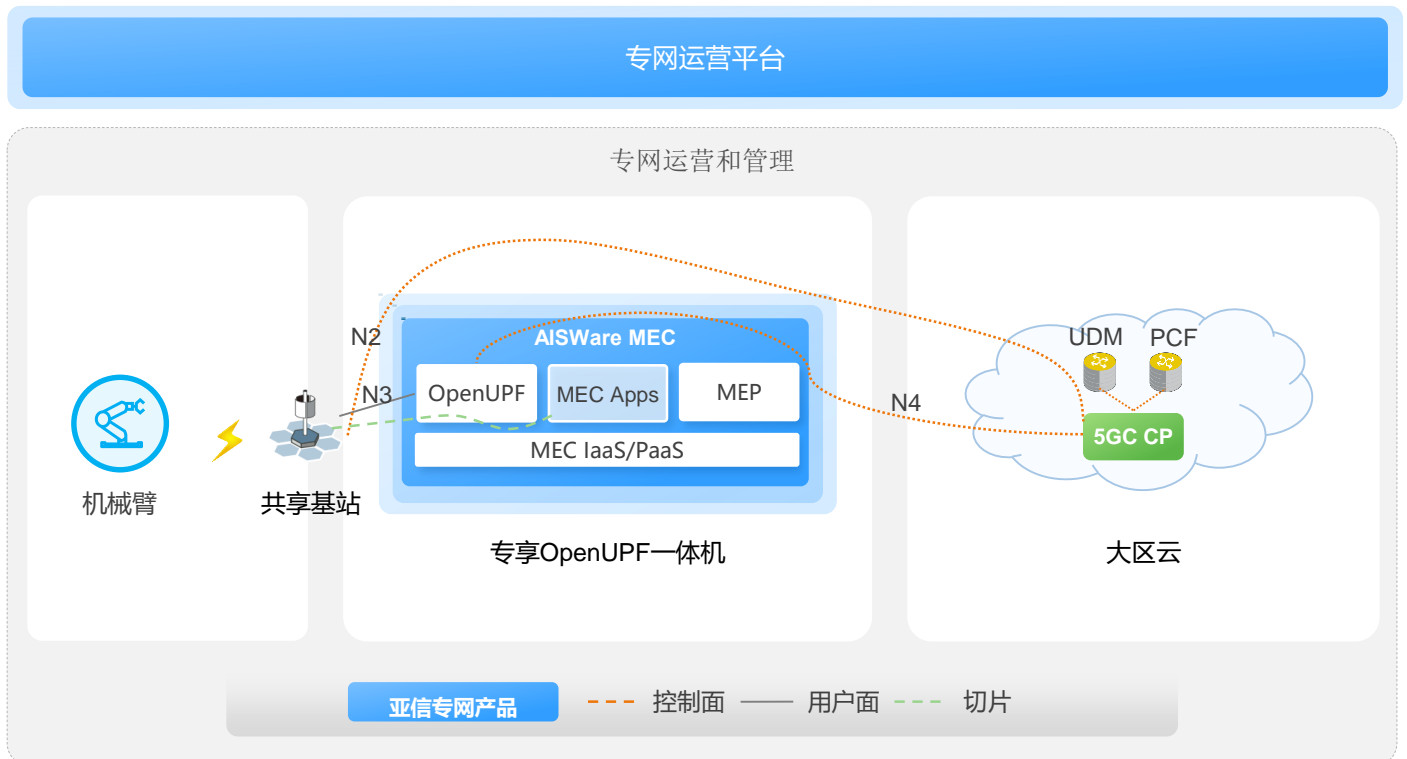 专网运营平台
专网运营和管理
N2
AISWare MEC
UDM PCF
N3
OpenUPF
MEC Apps
MEP
N4
5GC CP
MEC IaaS/PaaS
机械臂
共享基站
专享OpenUPF一体机
大区云
亚信专网产品
控制面
用户面
切片